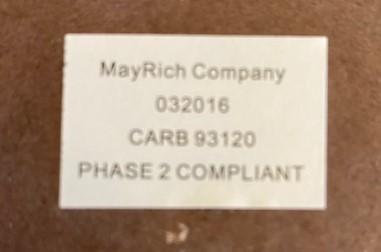 MayRich Company
032016
CARB 93120
PHASE 2 COMPLIANT